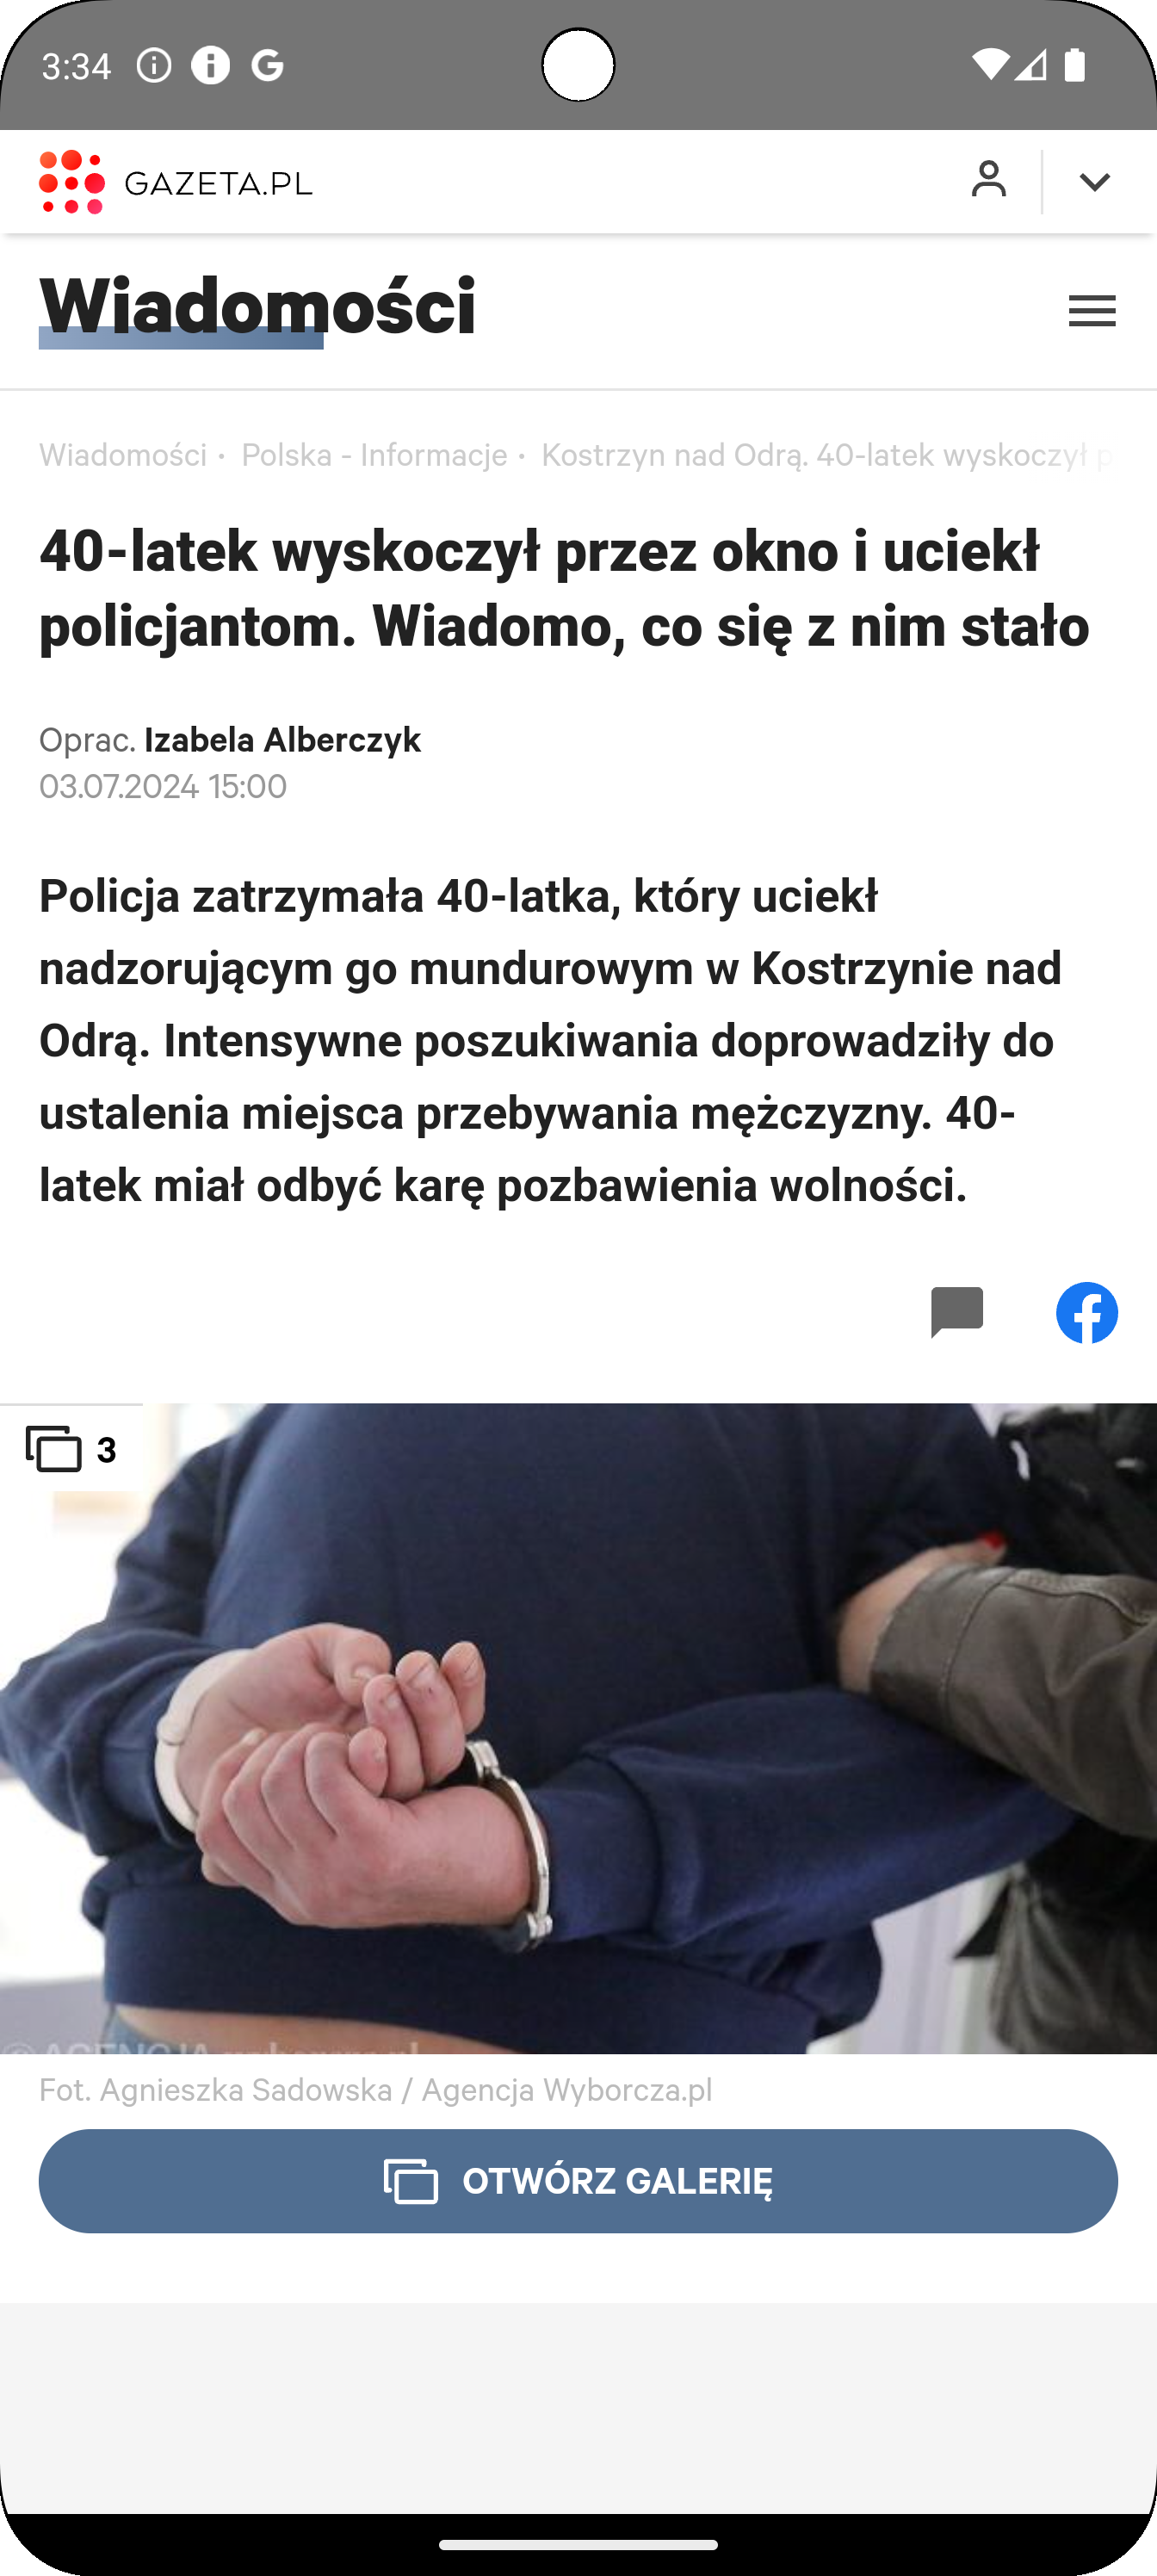 3:34
GAZETA.PL
Wiadomości
Wiadomości • Polska - Informacje • Kostrzyn nad Odrą. 40-latek wyskoczył p
40-latek wyskoczył przez okno i uciekł
policjantom. Wiadomo, co się z nim stało
Oprac. Izabela Alberczyk
03.07.2024 15:00
Policja zatrzymała 40-latka, który uciekł
nadzorującym go mundurowym w Kostrzynie nad
Odrą. Intensywne poszukiwania doprowadziły do
ustalenia miejsca przebywania mężczyzny. 40-
latek miał odbyć karę pozbawienia wolności.
3
Fot. Agnieszka Sadowska / Agencja Wyborcza.pl
OTWÓRZ GALERIĘ